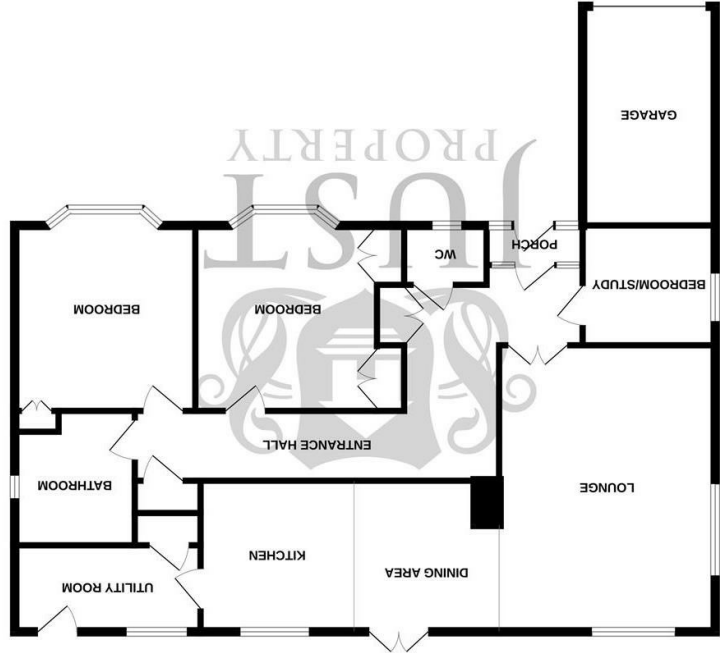 UTILITY ROOM
DINING AREA
KITCHEN
LOUNGE
BATHROOM
ENTRANCE HALL
BEDROOM
BEDROOM
BEDROOM/STUDY
WC
PORCH
JUST
PROPERTY
GARAGE